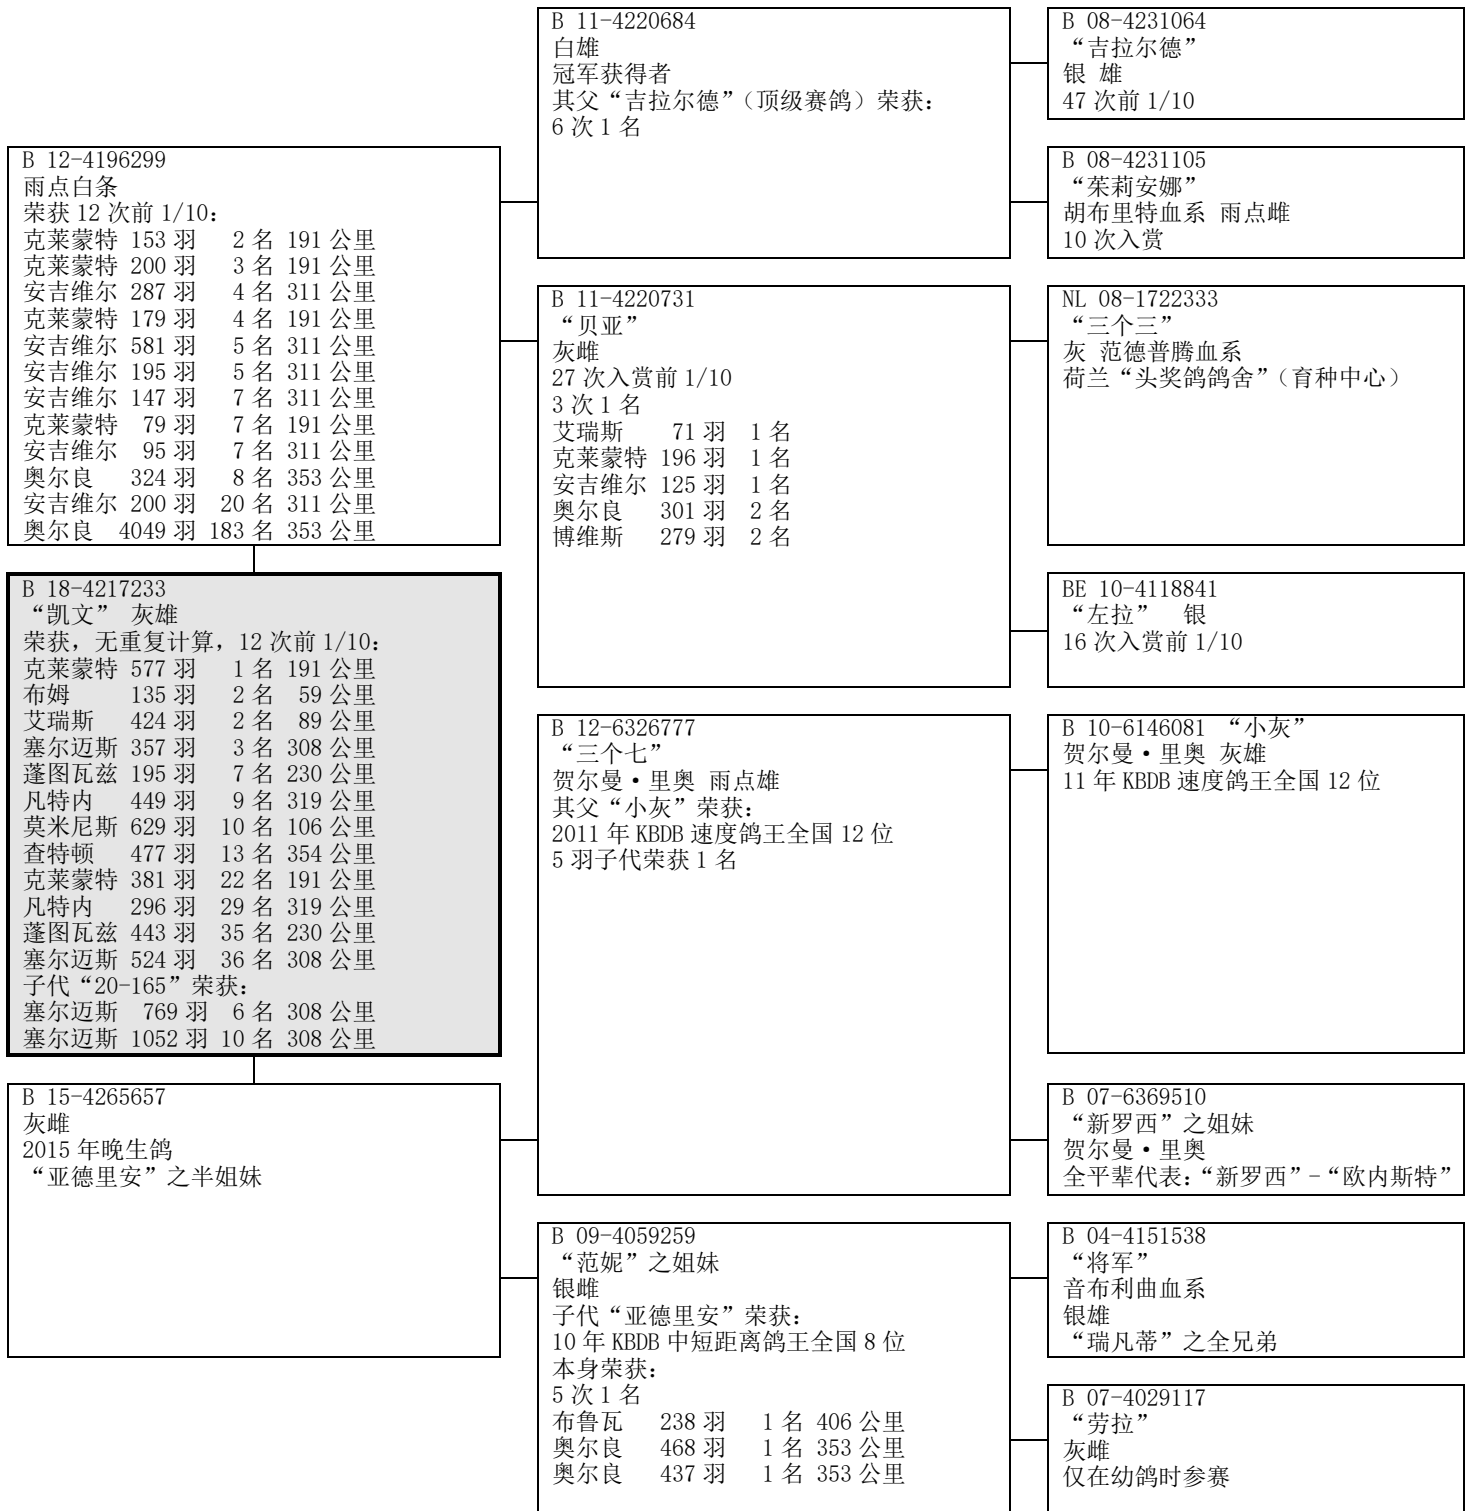 B 12-4196299
雨点白条
荣获 12 次前 1/10：
克莱蒙特 153 羽 2 名 191 公里
克莱蒙特 200 羽 3 名 191 公里
安吉维尔 287 羽 4 名 311 公里
克莱蒙特 179 羽 4 名 191 公里
安吉维尔 581 羽 5 名 311 公里
安吉维尔 195 羽 5 名 311 公里
安吉维尔 147 羽 7 名 311 公里
克莱蒙特 79 羽 7 名 191 公里
安吉维尔 95 羽 7 名 311 公里
奥尔良 324 羽 8 名 353 公里
安吉维尔 200 羽 20 名 311 公里
奥尔良 4049 羽 183 名 353 公里
B 18-4217233
“凯文” 灰雄
荣获，无重复计算，12 次前 1/10：
克莱蒙特 577 羽 1 名 191 公里
布姆 135 羽 2 名 59 公里
艾瑞斯 424 羽 2 名 89 公里
塞尔迈斯 357 羽 3 名 308 公里
蓬图瓦兹 195 羽 7 名 230 公里
凡特内 449 羽 9 名 319 公里
莫米尼斯 629 羽 10 名 106 公里
查特顿 477 羽 13 名 354 公里
克莱蒙特 381 羽 22 名 191 公里
凡特内 296 羽 29 名 319 公里
蓬图瓦兹 443 羽 35 名 230 公里
塞尔迈斯 524 羽 36 名 308 公里
子代“20-165”荣获：
塞尔迈斯 769 羽 6 名 308 公里
塞尔迈斯 1052 羽 10 名 308 公里
B 15-4265657
灰雌
2015 年晚生鸽
“亚德里安”之半姐妹
B 11-4220684
白雄
冠军获得者
其父“吉拉尔德”（顶级赛鸽）荣获：
6 次 1 名
B 11-4220731
“贝亚”
灰雌
27 次入赏前 1/10
3 次 1 名
艾瑞斯 71 羽 1 名
克莱蒙特 196 羽 1 名
安吉维尔 125 羽 1 名
奥尔良 301 羽 2 名
博维斯 279 羽 2 名
B 12-6326777
“三个七”
贺尔曼·里奥 雨点雄
其父“小灰”荣获：
2011 年 KBDB 速度鸽王全国 12 位
5 羽子代荣获 1 名
B 09-4059259
“范妮”之姐妹
银雌
子代“亚德里安”荣获：
10 年 KBDB 中短距离鸽王全国 8 位
本身荣获：
5 次 1 名
布鲁瓦 238 羽 1 名 406 公里
奥尔良 468 羽 1 名 353 公里
奥尔良 437 羽 1 名 353 公里
B 08-4231064
“吉拉尔德”
银 雄
47 次前 1/10
B 08-4231105
“茱莉安娜”
胡布里特血系 雨点雌
10 次入赏
NL 08-1722333
“三个三”
灰 范德普腾血系
荷兰“头奖鸽鸽舍”（育种中心）
BE 10-4118841
“左拉” 银
16 次入赏前 1/10
B 10-6146081 “小灰”
贺尔曼·里奥 灰雄
11 年 KBDB 速度鸽王全国 12 位
B 07-6369510
“新罗西”之姐妹
贺尔曼·里奥
全平辈代表：“新罗西”-“欧内斯特”
B 04-4151538
“将军”
音布利曲血系
银雄
“瑞凡蒂”之全兄弟
B 07-4029117
“劳拉”
灰雌
仅在幼鸽时参赛